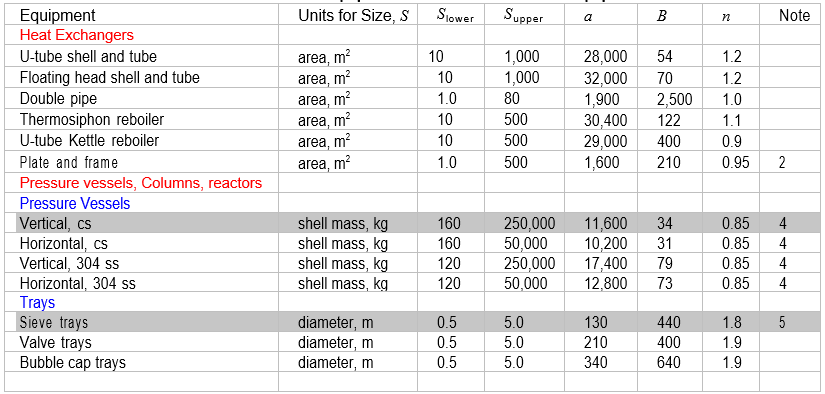 Equipment Units for Size, S Slower Supper a B n Note
Heat Exchangers
U-tube shell and tube area, m2 10 1,000 28,000 54 1.2
Floating head shell and tube area, m2 10 1,000 32,000 70 1.2
Double pipe area, m2 1.0 80 1,900 2,500 1.0
Thermosiphon reboiler area, m2 10 500 30,400 122 1.1
U-tube Kettle reboiler area, m2 10 500 29,000 400 0.9
Plate and frame area, m2 1.0 500 1,600 210 0.95 2
Pressure vessels, Columns, reactors
Pressure Vessels
Vertical, cs shell mass, kg 160 250,000 11,600 34 0.85 4
Horizontal, cs shell mass, kg 160 50,000 10,200 31 0.85 4
Vertical, 304 ss shell mass, kg 120 250,000 17,400 79 0.85 4
Horizontal, 304 ss shell mass, kg 120 50,000 12,800 73 0.85 4
Trays
Sieve trays diameter, m 0.5 5.0 130 440 1.8 5
Valve trays diameter, m 0.5 5.0 210 400 1.9
Bubble cap trays diameter, m 0.5 5.0 340 640 1.9